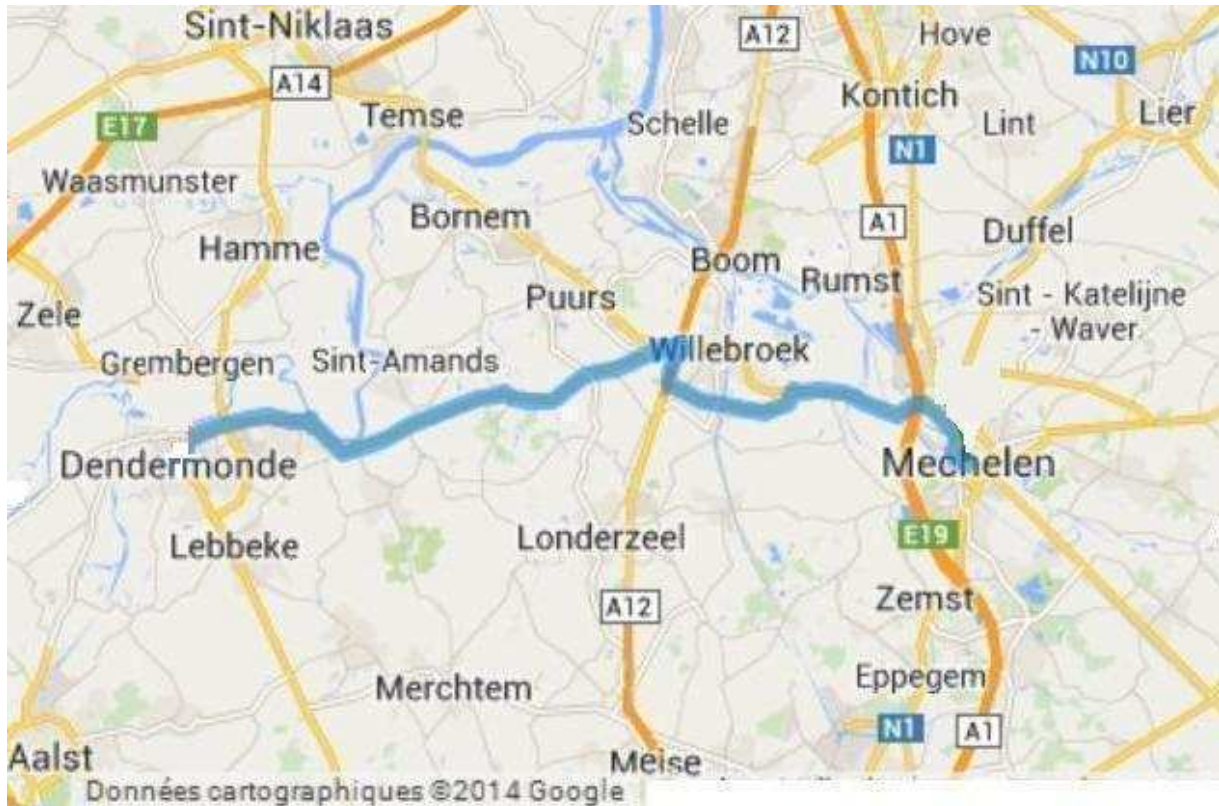 Sint-Niklaas
A12
Hove
A14
N10
Kontich
E17
Temse
Schelle
Lint
Lier
N1
Waasmunster
Bornem
A1
Duffel
Hamme
Boom
Rumst
Puurs
Sint - Katelijne
- Waver.
Zele
Grembergen
Sint-Amands
Willebroek
Dendermonde
Mechelen
Lebbeke
Londerzeel
E19
A12
Zemst
Merchtem
Eppegem
N1
A1
Aalst
Meise
Données cartographiques ©2014 Google